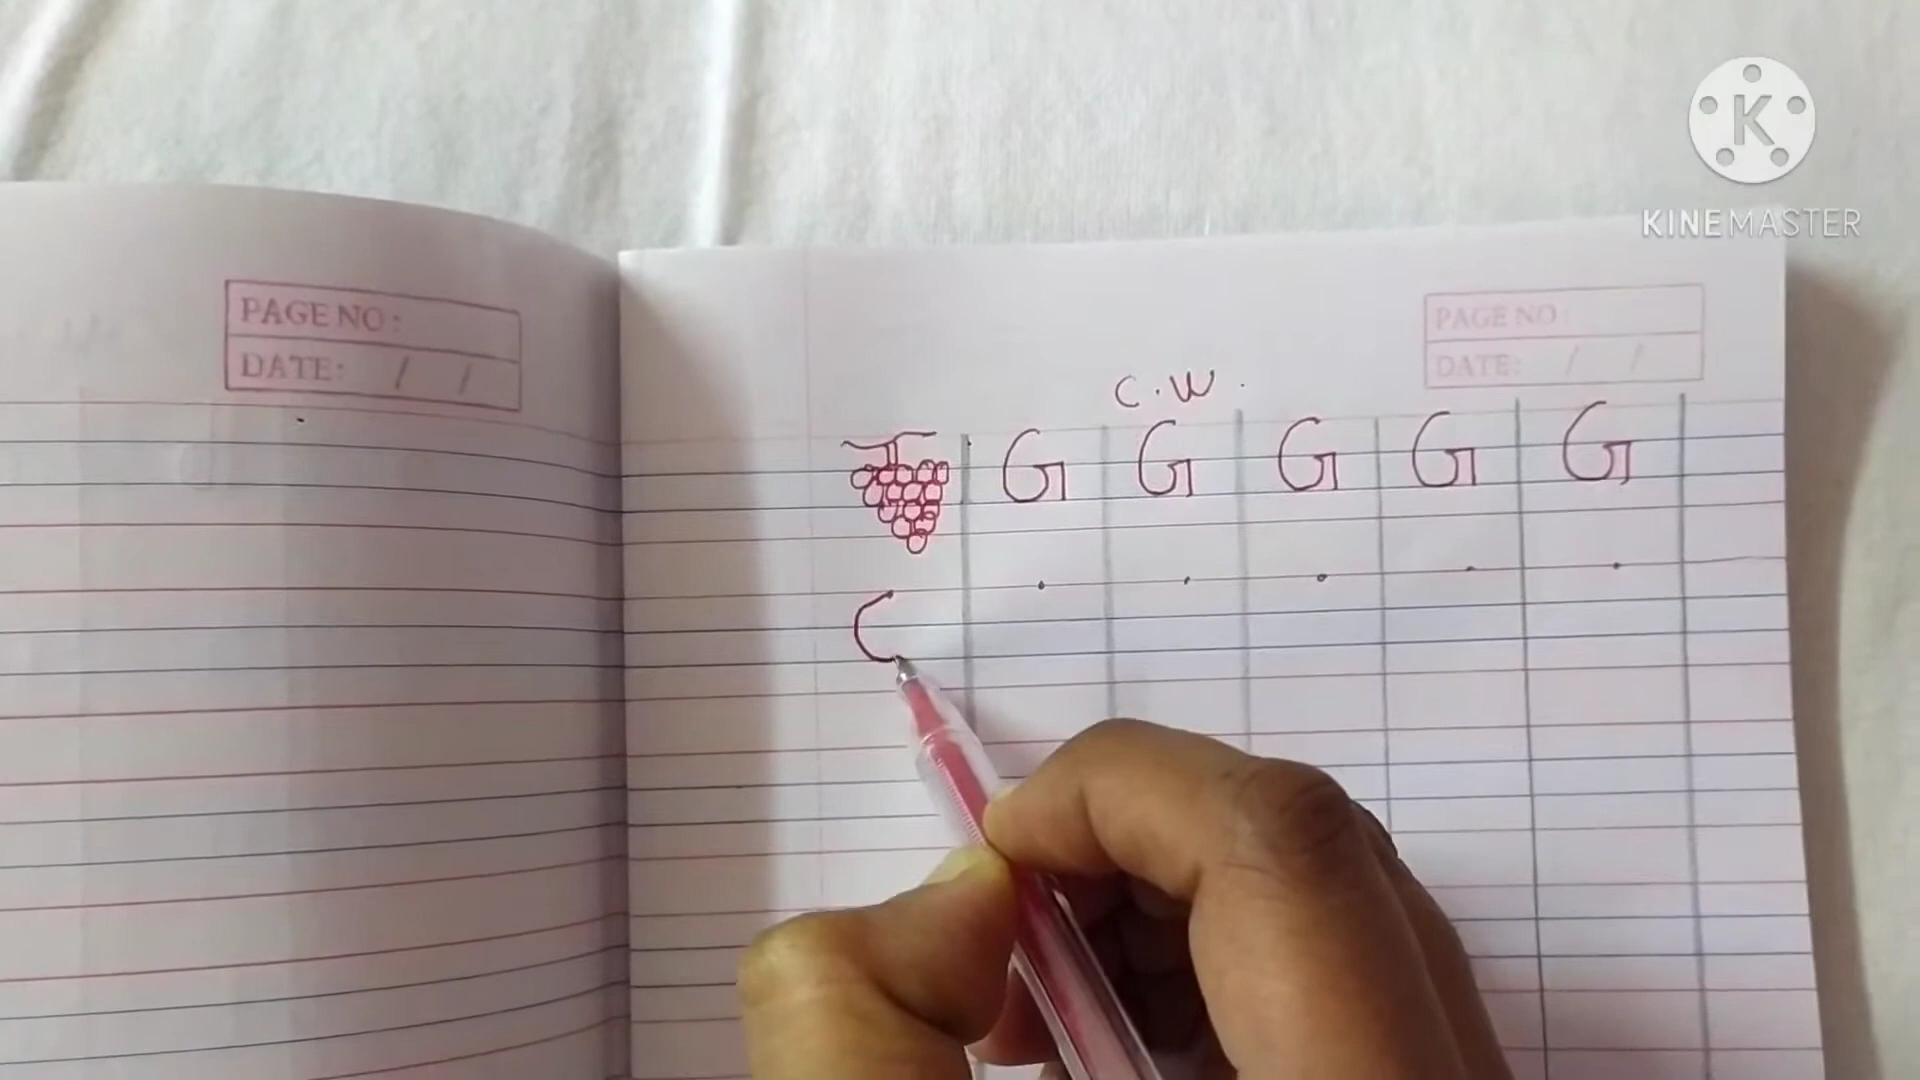 KINEMASTER
PAGE NO:
DATE: / /
PAGE NO:
DATE: / /
C.W.
G G G G G